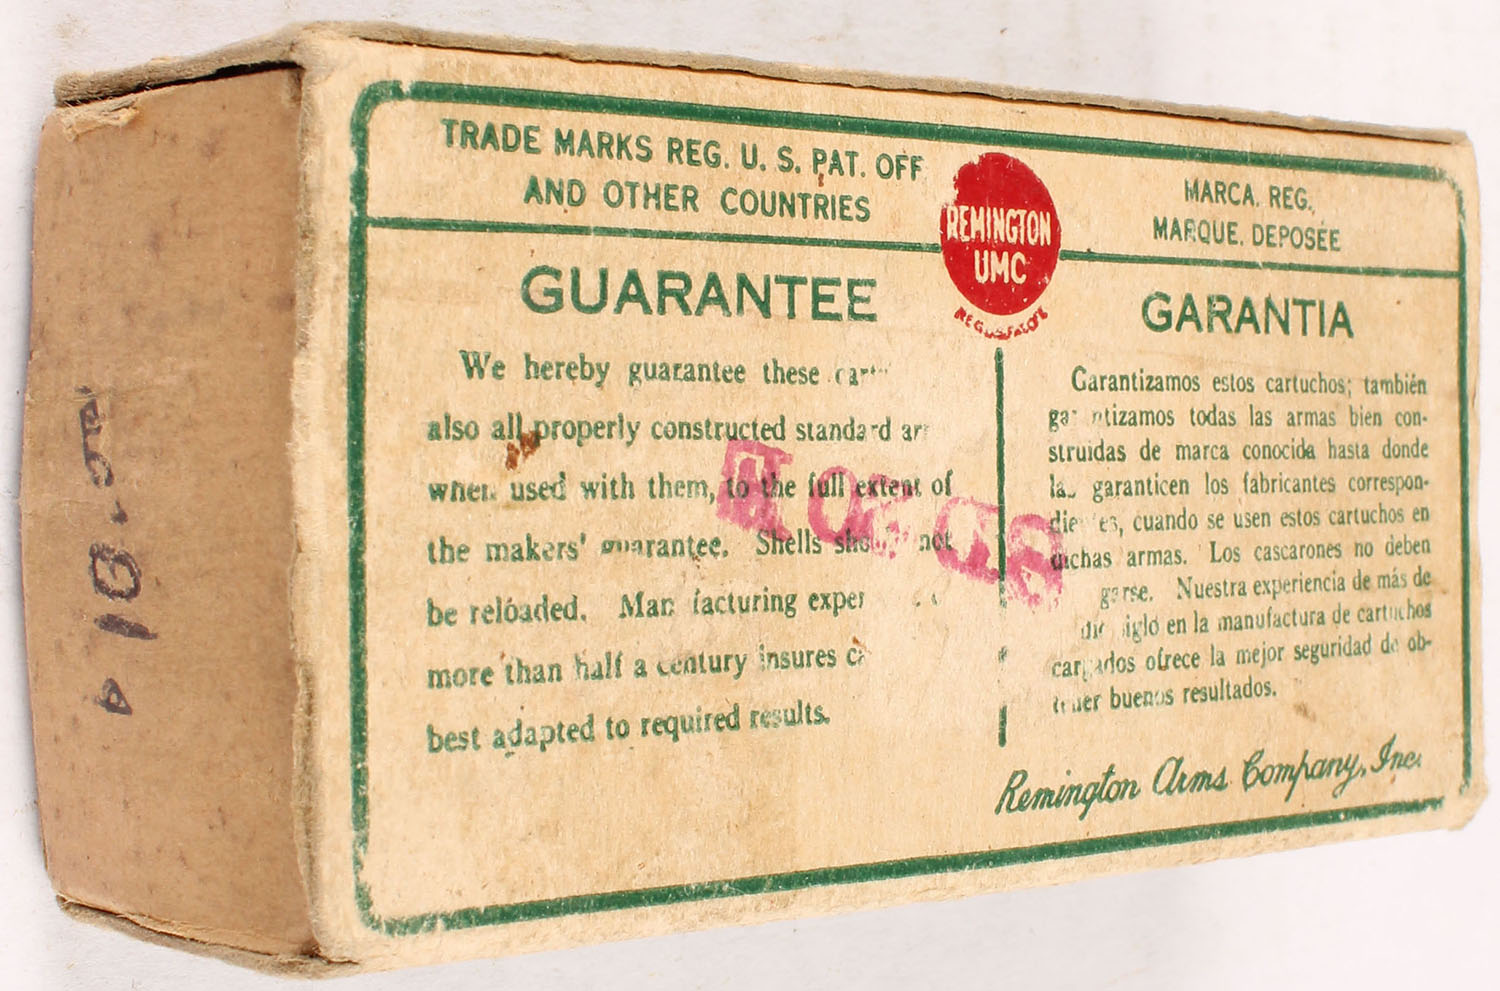 TRADE MARKS REG. U. S. PAT. OFF
AND OTHER COUNTRIES
REMINGTON
UMC
MARCA. REG.
MARQUE. DEPOSÉE
GUARANTEE
We hereby guarantee these
also all properly constructed standard
when used with them, to the full extent of
the makers' guarantee. Shells not
be reloaded.
more than half a century insures
best adapted to required results.
GARANTIA
Garantizamos estos cartuchos; también
todas las armas bien con-
struidas de marca conocida hasta donde
garanticen los fabricantes correspon-
cuando se usen estos cartuchos en
dichas armas. Los cascarones no deben
Nuestra experiencia de más de
en la manufactura de cartuchos
ofrece la mejor seguridad de ob-
buenos resultados.
Remington Arms Company, Inc.